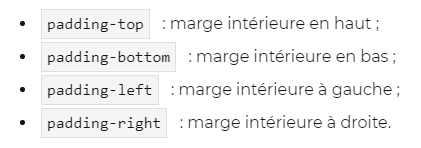 • padding-top : marge intérieure en haut ;
• padding-bottom : marge intérieure en bas ;
• padding-left : marge intérieure à gauche ;
• padding-right : marge intérieure à droite.